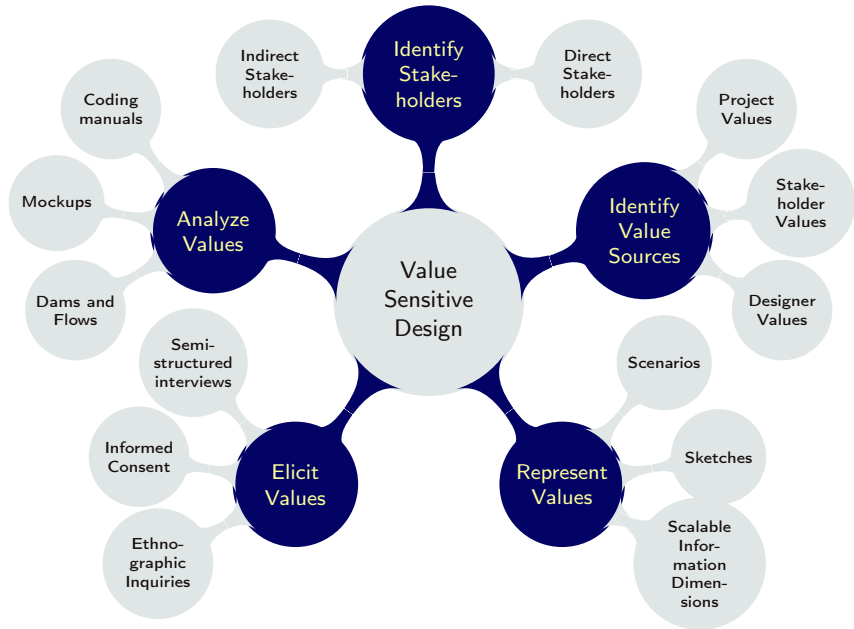 Value
Sensitive
Design
Identify
Stake-
holders
Indirect
Stake-
holders
Direct
Stake-
holders
Identify
Value
Sources
Project
Values
Stake-
holder
Values
Designer
Values
Represent
Values
Scenarios
Sketches
Scalable
Infor-
mation
Dimen-
sions
Elicit
Values
Semi-
structured
interviews
Informed
Consent
Ethno-
graphic
Inquiries
Analyze
Values
Coding
manuals
Mockups
Dams and
Flows